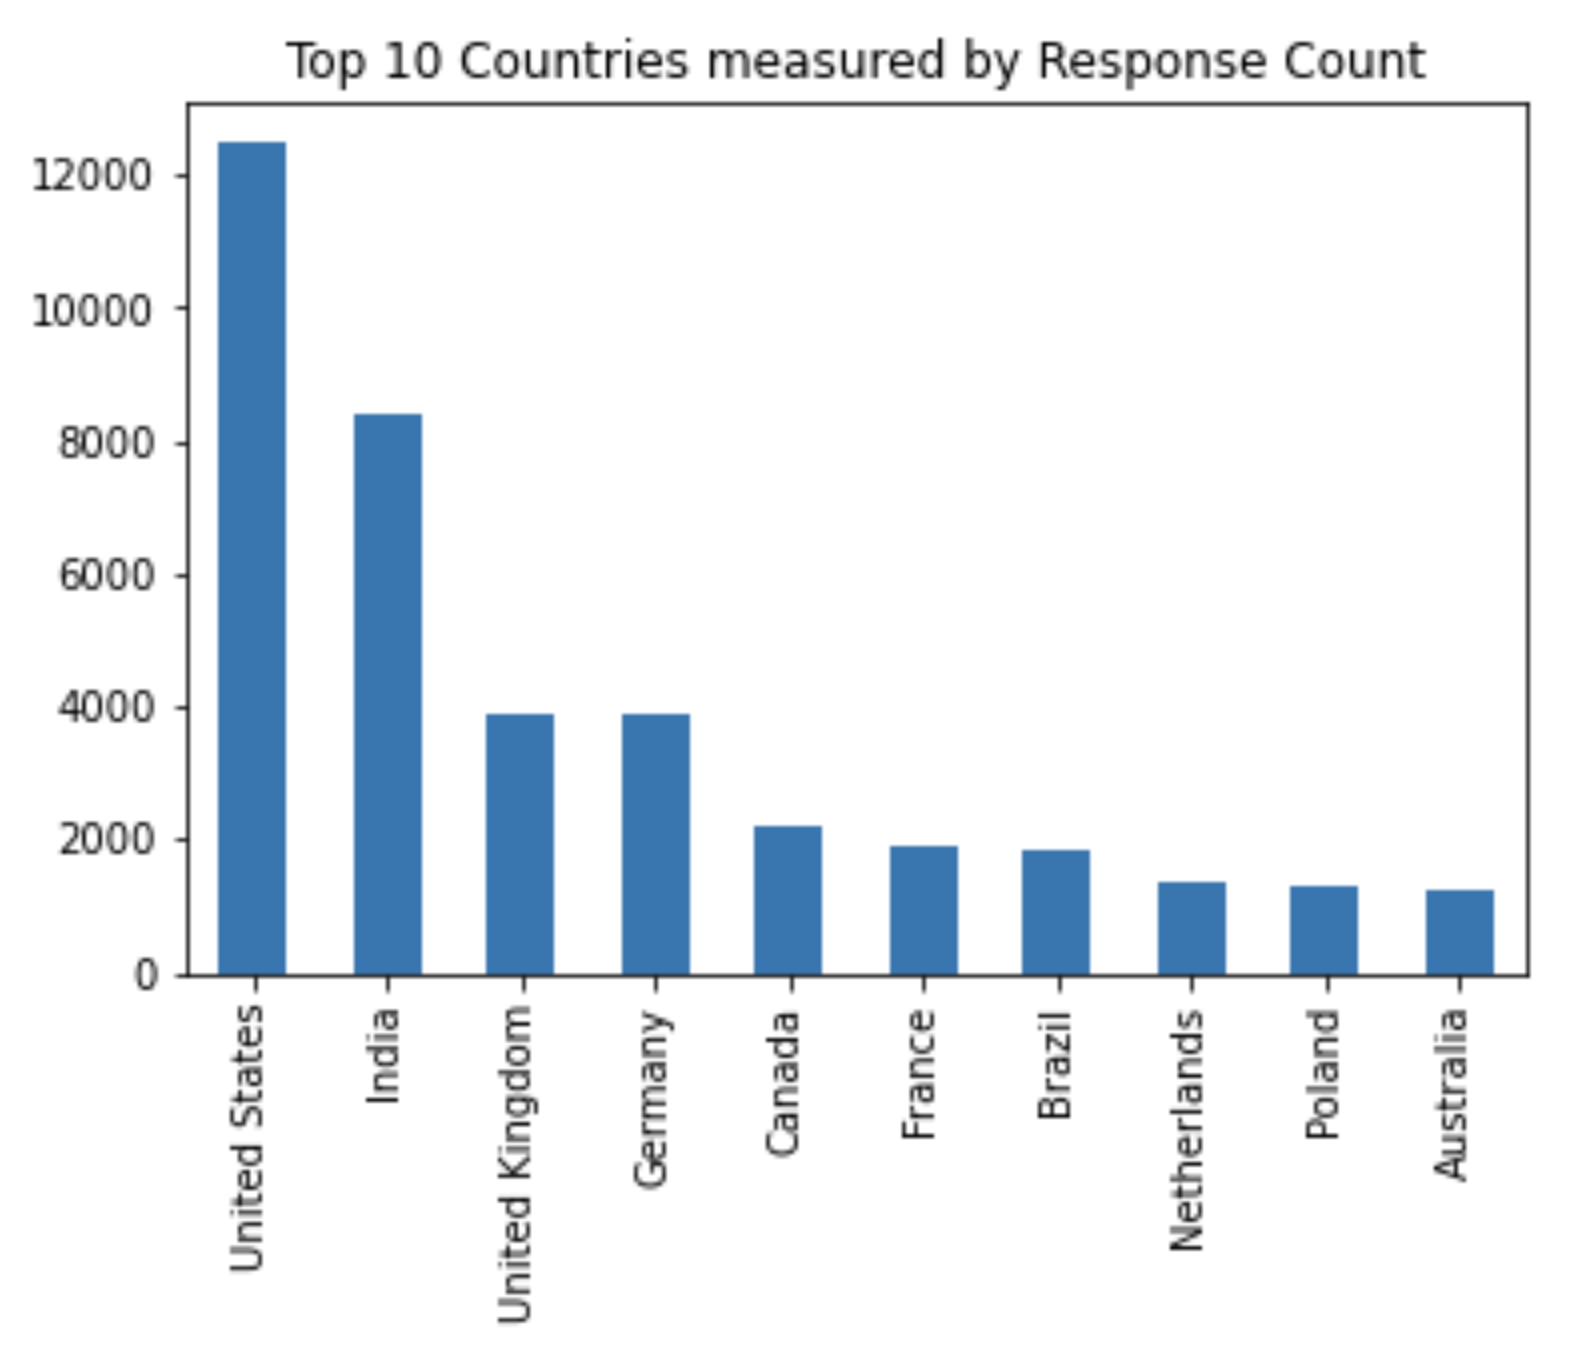 Top 10 Countries measured by Response Count
12000
10000
8000
6000
4000
2000
0
United States
India
United Kingdom
Germany
Canada
France
Brazil
Netherlands
Poland
Australia